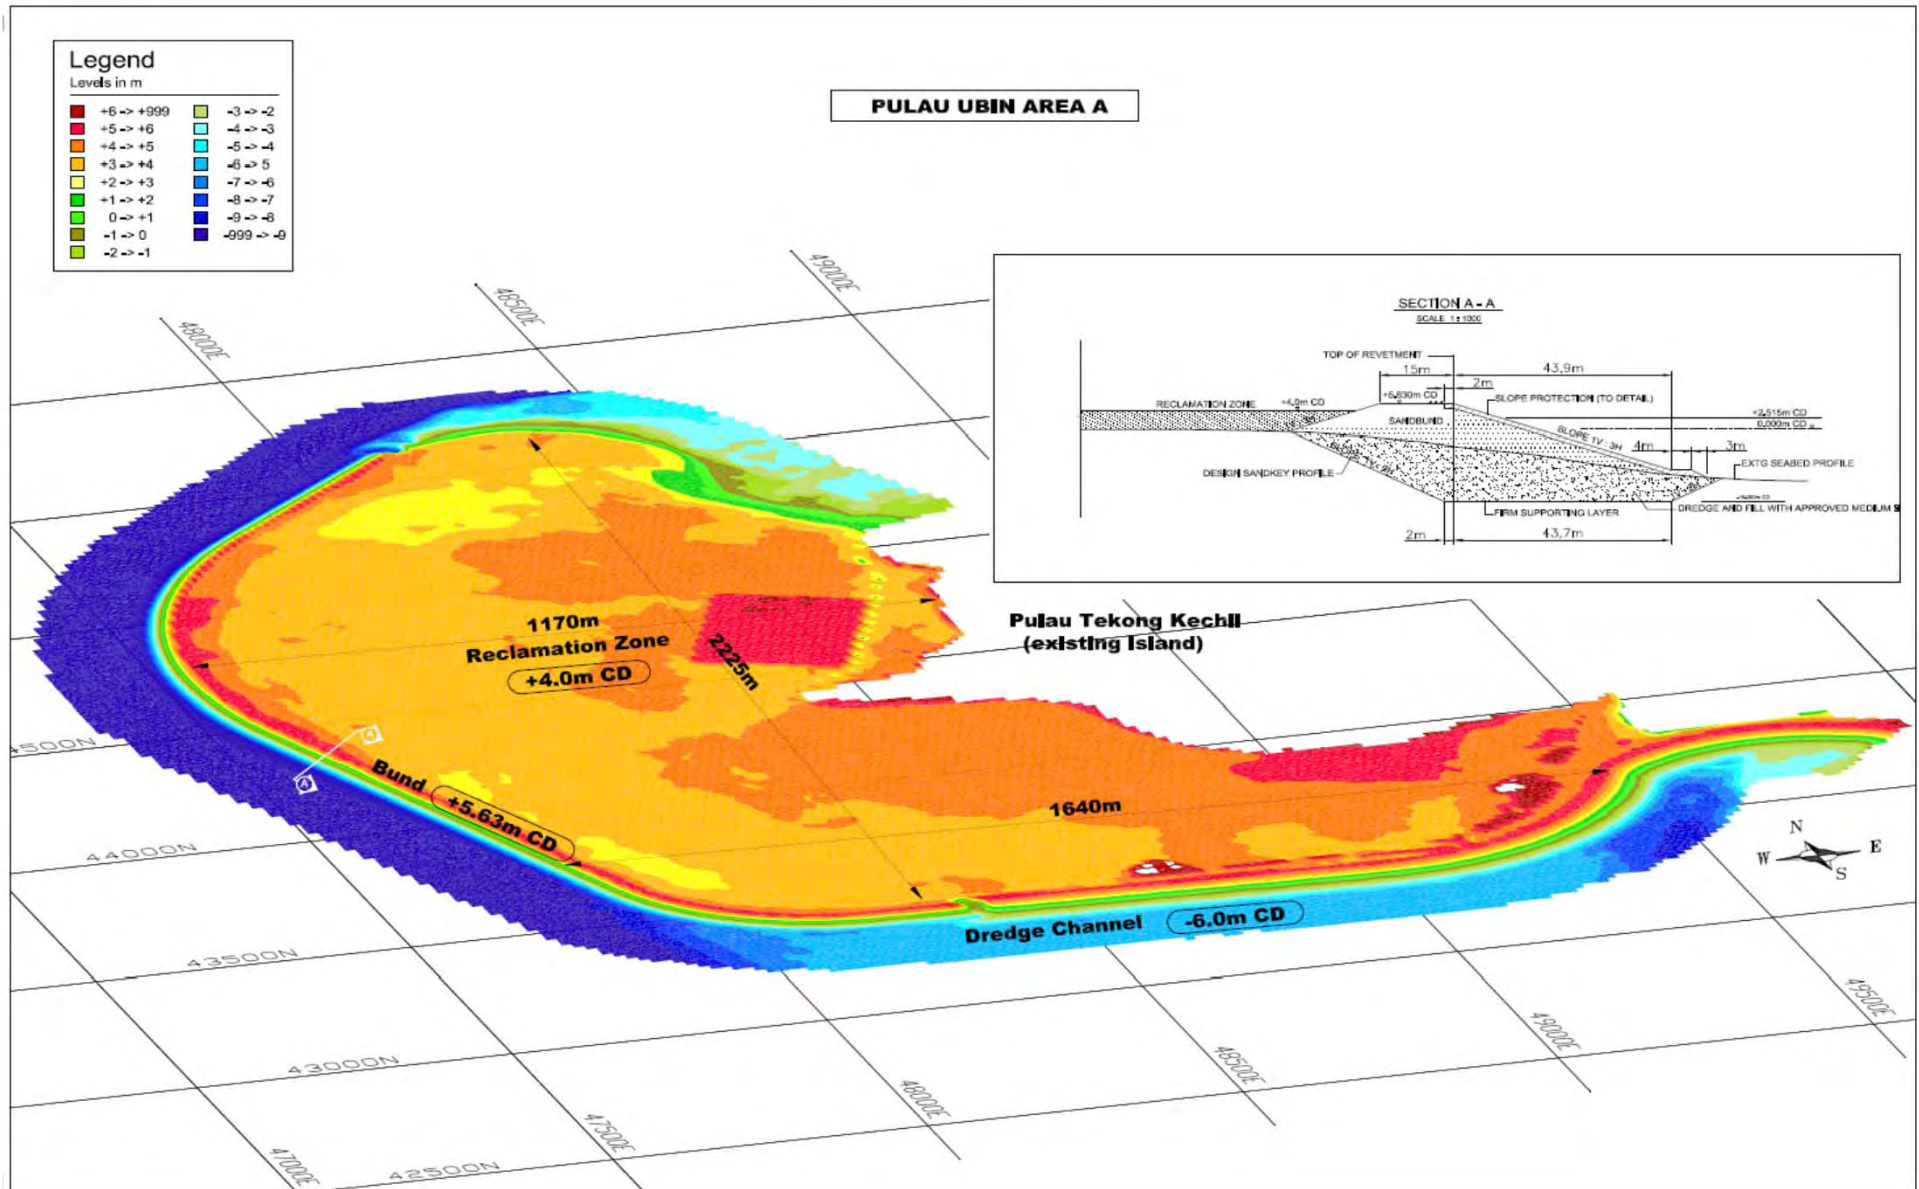 Legend
Levels in m
+6 -> +999
+5 -> +6
+4 -> +5
+3 -> +4
+2 -> +3
+1 -> +2
0 -> +1
-1 -> 0
-2 -> -1
-3 -> -2
-4 -> -3
-5 -> -4
-6 -> 5
-7 -> -6
-8 -> -7
-9 -> -8
-999 -> -9
PULAU UBIN AREA A
48000E
48500E
49000E
SECTION A - A
SCALE 1 : 1000
TOP OF REVETMENT
15m
43,9m
2m
RECLAMATION ZONE
+4.0m CD
+5.630m CD
SLOPE PROTECTION (TO DETAIL)
+2.515m CD
0.000m CD
SANDBUND
SLOPE 1V : 3H
4m
3m
DESIGN SANDKEY PROFILE
EXTG SEABED PROFILE
FIRM SUPPORTING LAYER
DREDGE AND FILL WITH APPROVED MEDIUM S
2m
43,7m
1170m
Reclamation Zone
+4.0m CD
2225m
Pulau Tekong Kechil
(existing Island)
A
A
Bund
+5.63m CD
1640m
Dredge Channel
-6.0m CD
N
W
E
S
4500N
44000N
43500N
43000N
42500N
47000E
47500E
48000E
48500E
49000E
49500E